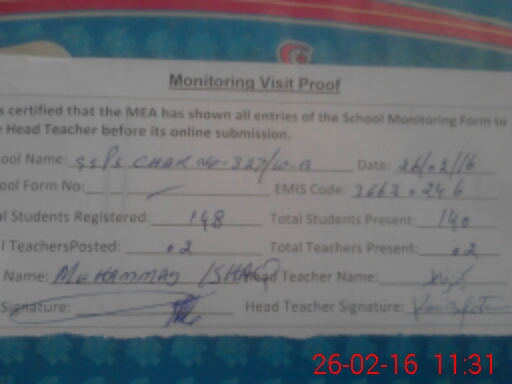 Monitoring Visit Proof
s certified that the MEA has shown all entries of the School Monitoring Form to
e Head Teacher before its online submission.
ool Name: GGPS CHAK No-327/W-B Date: 26/02/16
ool Form No: EMIS Code: 3663.246
al Students Registered: 148 Total Students Present: 140
l TeachersPosted: 02 Total Teachers Present: 02
Name: MUHAMMAD ISHAQ Head Teacher Name:
Signature: Head Teacher Signature:
26-02-16 11:31